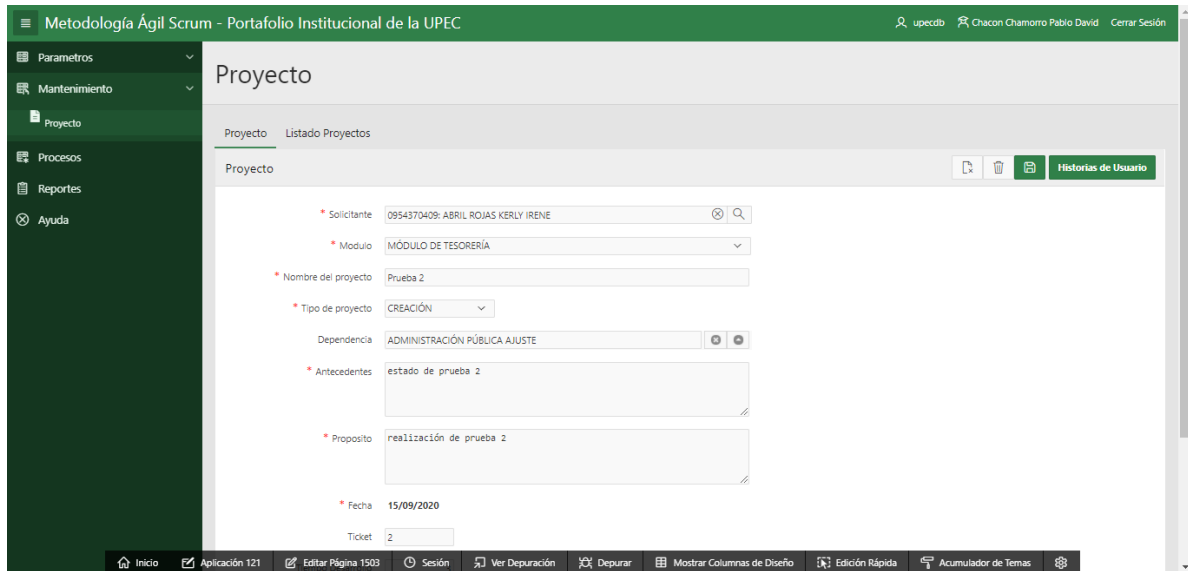 Metodología Ágil Scrum - Portafolio Institucional de la UPEC
upecdb Chacon Chamorro Pablo David Cerrar Sesión
Parametros
Mantenimiento
Proyecto
Procesos
Reportes
Ayuda
Proyecto
Proyecto Listado Proyectos
Proyecto Historias de Usuario
* Solicitante 0954370409: ABRIL ROJAS KERLY IRENE
* Modulo MÓDULO DE TESORERÍA
* Nombre del proyecto Prueba 2
* Tipo de proyecto CREACIÓN
Dependencia ADMINISTRACIÓN PÚBLICA AJUSTE
* Antecedentes estado de prueba 2
* Proposito realización de prueba 2
* Fecha 15/09/2020
Ticket 2
Inicio Aplicación 121 Editar Página 1503 Sesión Ver Depuración Depurar Mostrar Columnas de Diseño Edición Rápida Acumulador de Temas